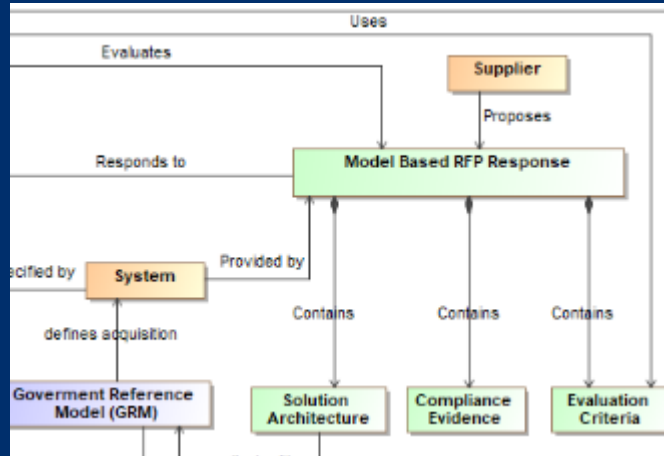 Uses
Evaluates
Supplier
Proposes
Responds to
Model Based RFP Response
ecified by
System
Provided by
defines acquisition
Contains
Contains
Contains
Goverment Reference
Model (GRM)
Solution
Architecture
Compliance
Evidence
Evaluation
Criteria